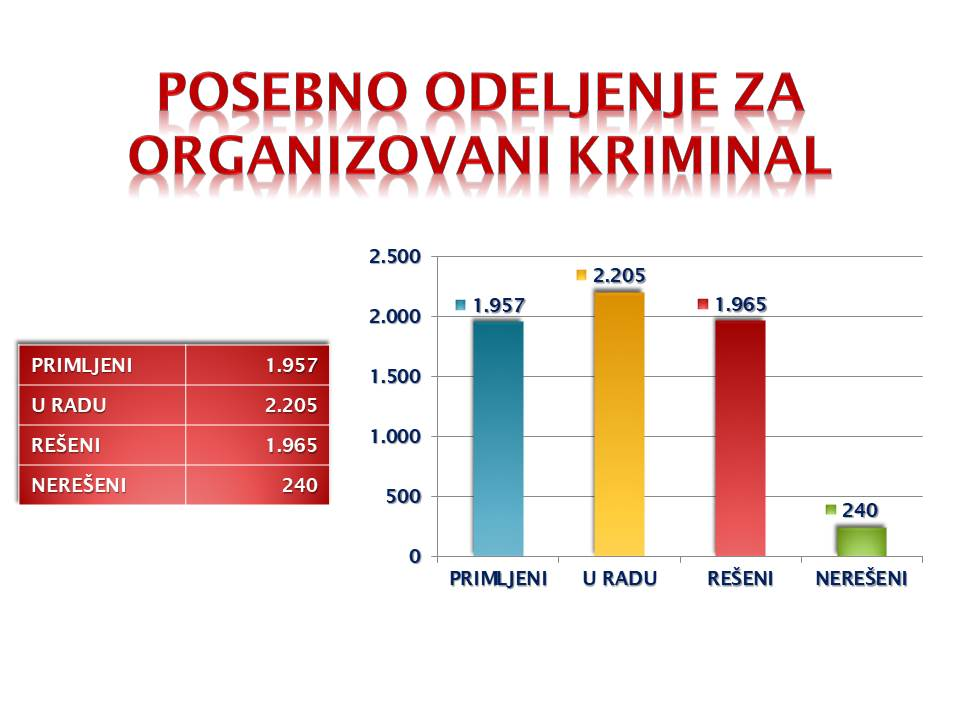 POSEBNO ODELJENJE ZA
ORGANIZOVANI KRIMINAL
PRIMLJENI 1.957
U RADU 2.205
REŠENI 1.965
NEREŠENI 240
2.500
2.000
1.500
1.000
500
0
1.957
2.205
1.965
240
PRIMLJENI U RADU REŠENI NEREŠENI